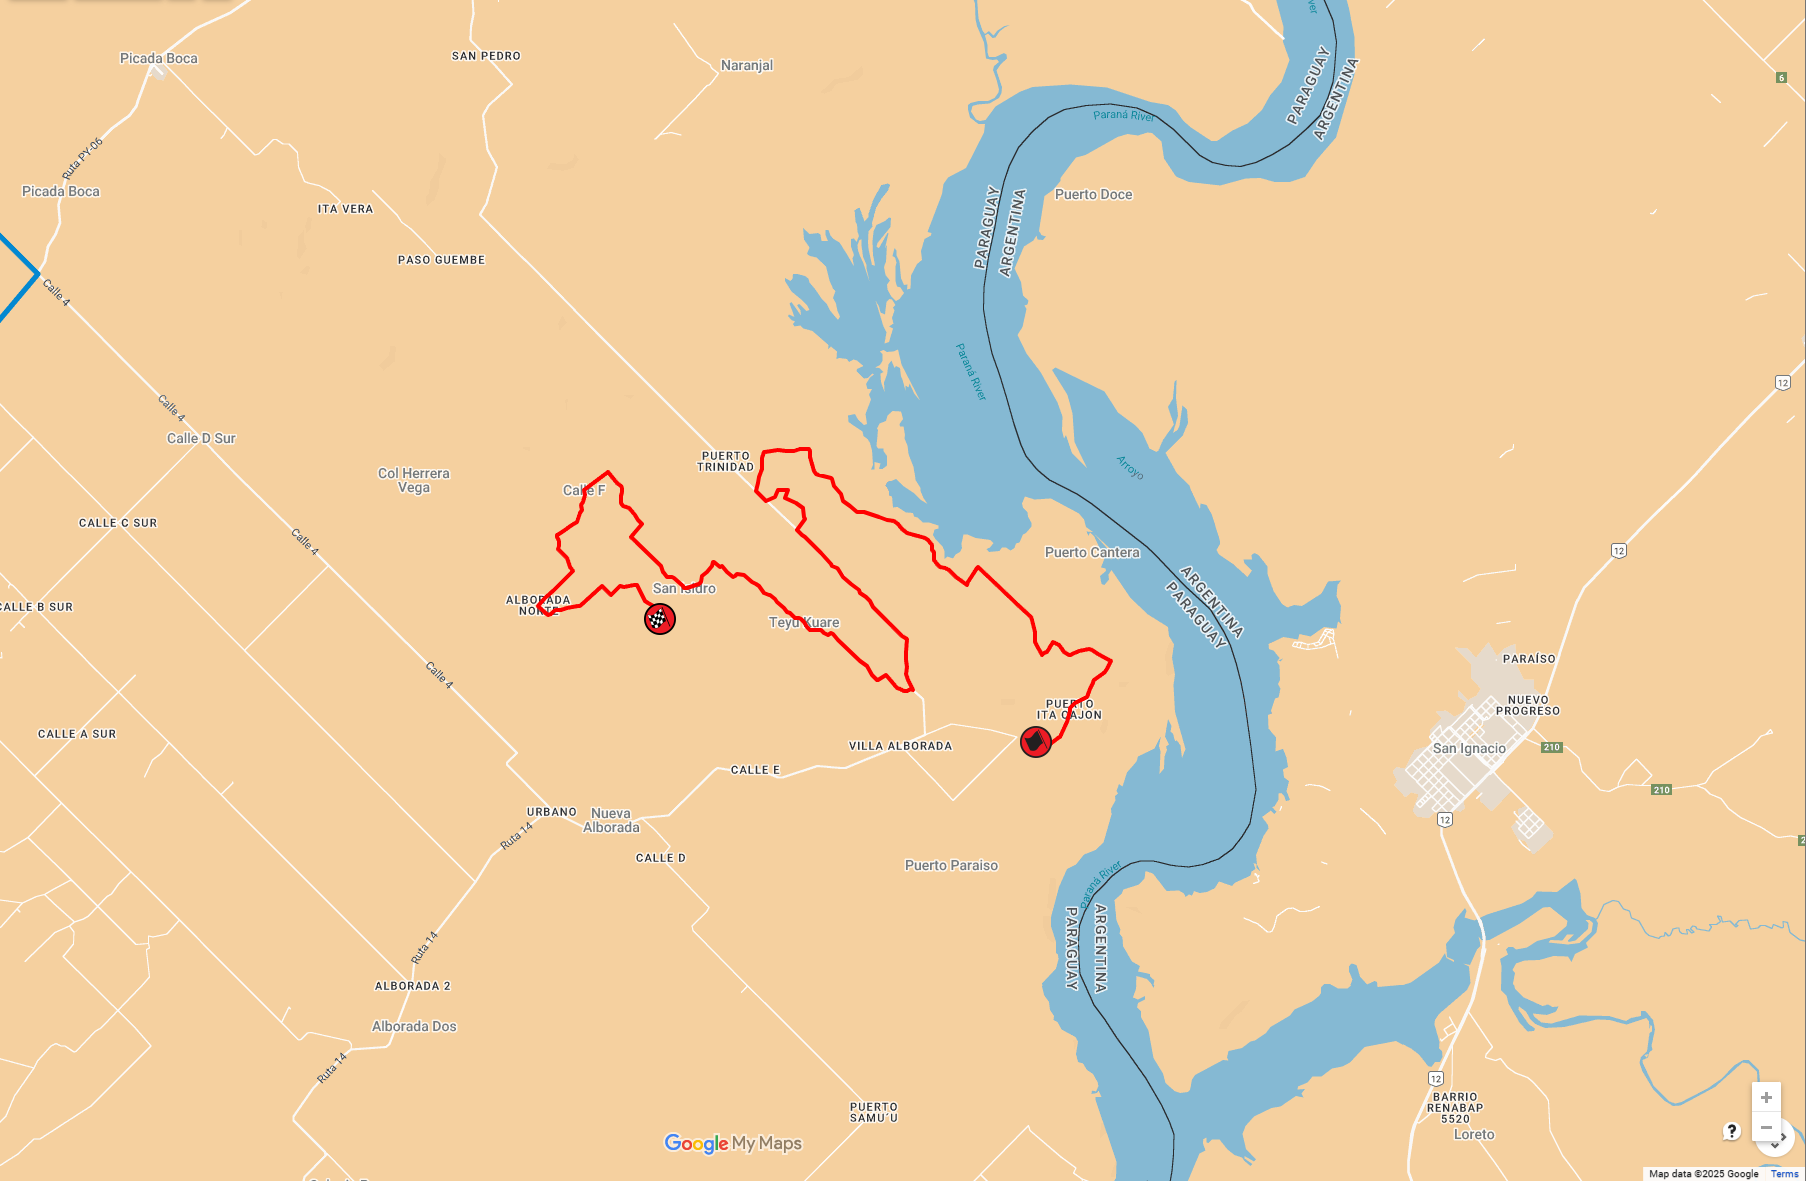 Picada Boca
SAN PEDRO
Naranjal
6
Paraná River
PARAGUAY
ARGENTINA
Ruta PY-06
Picada Boca
ITA VERA
PASO GUEMBE
PARAGUAY
ARGENTINA
Puerto Doce
Calle 4
Paraná River
12
Calle 4
Calle D Sur
Col Herrera
Vega
PUERTO
TRINIDAD
Calle F
Arroyo
CALLE C SUR
Calle 4
Puerto Cantera
12
ARGENTINA
PARAGUAY
San Isidro
ALBORADA
NORTE
CALLE B SUR
Teyu Kuare
Calle 4
PARAÍSO
NUEVO
PROGRESO
PUERTO
ITA CAJON
CALLE A SUR
VILLA ALBORADA
San Ignacio
210
CALLE E
210
URBANO
Nueva
Alborada
12
Ruta 14
CALLE D
Puerto Paraiso
Paraná River
PARAGUAY
ARGENTINA
Ruta 14
ALBORADA 2
Alborada Dos
Ruta 14
12
BARRIO
RENABAP
5520
Loreto
PUERTO
SAMU´U
Google My Maps
+
−
?
Map data ©2025 Google
Terms